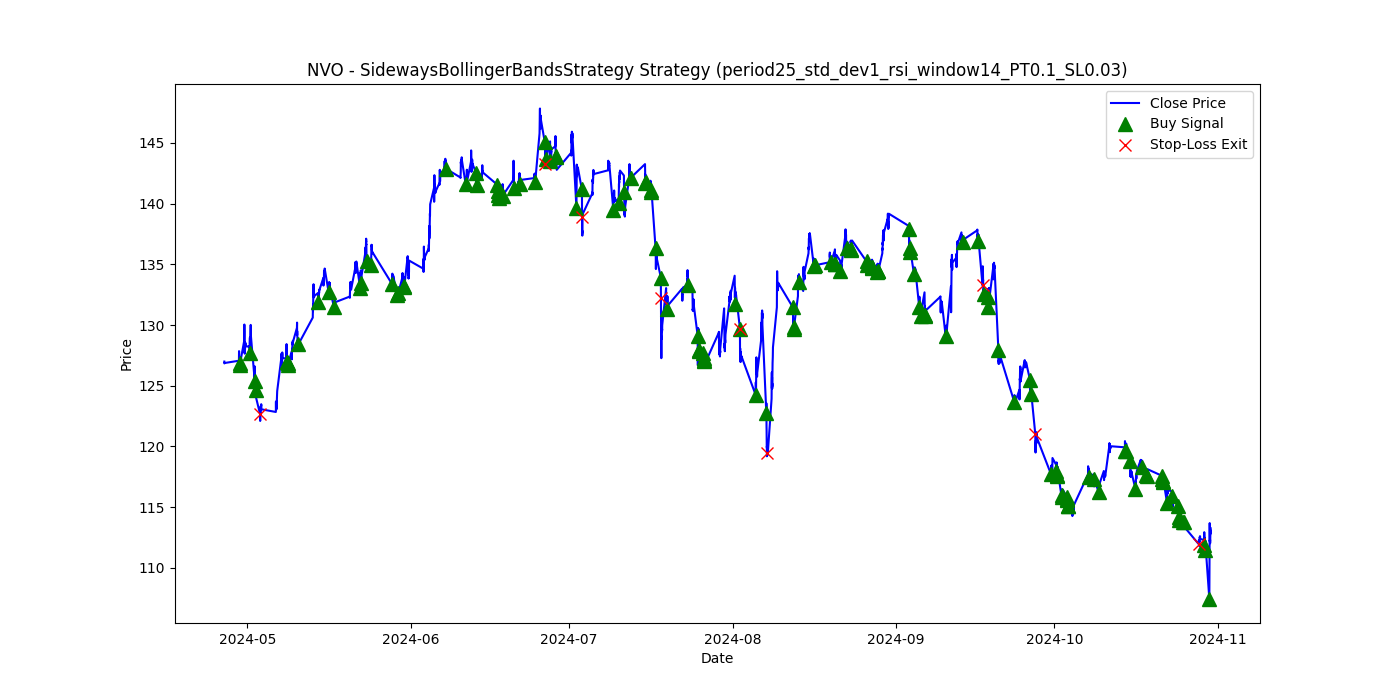 NVO - SidewaysBollingerBandsStrategy Strategy (period25_std_dev1_rsi_window14_PT0.1_SL0.03)
Close Price
Buy Signal
Stop-Loss Exit
145
140
135
130
125
120
115
110
Price
2024-05 2024-06 2024-07 2024-08 2024-09 2024-10 2024-11
Date